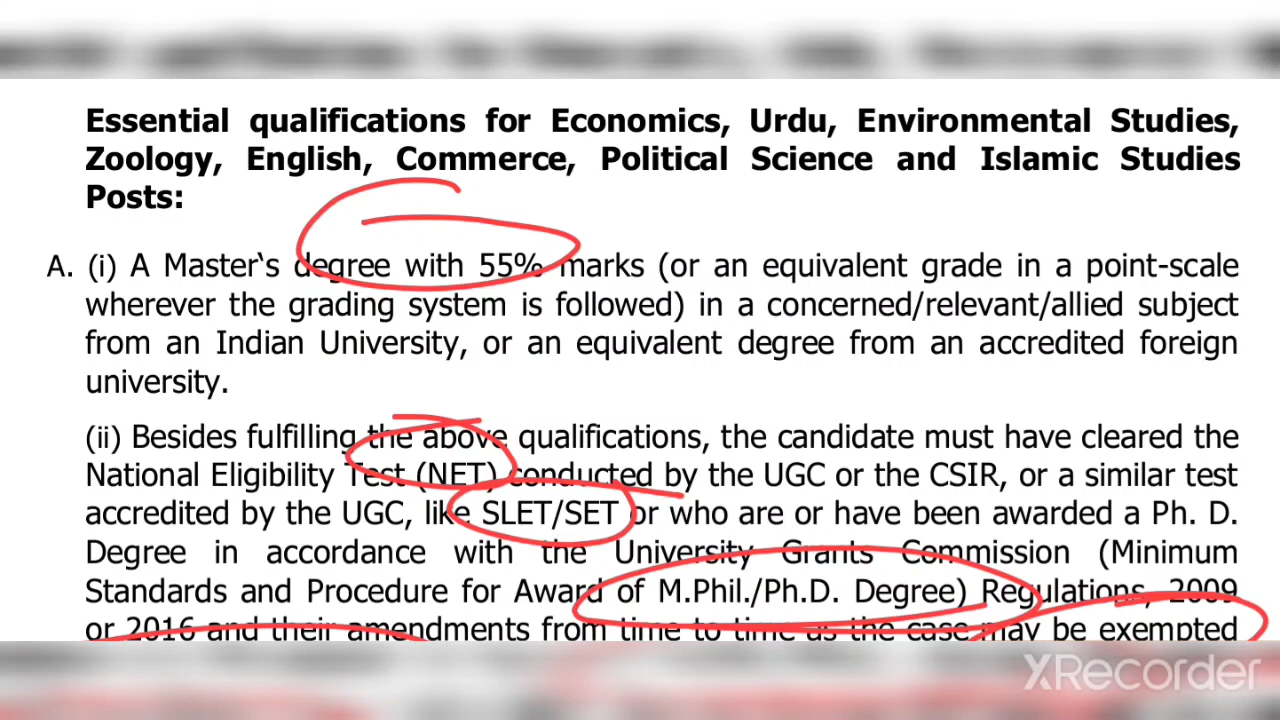 Essential qualifications for Economics, Urdu, Environmental Studies,
Zoology, English, Commerce, Political Science and Islamic Studies
Posts:
A. (i) A Master‘s degree with 55% marks (or an equivalent grade in a point-scale
wherever the grading system is followed) in a concerned/relevant/allied subject
from an Indian University, or an equivalent degree from an accredited foreign
university.
(ii) Besides fulfilling the above qualifications, the candidate must have cleared the
National Eligibility Test (NET) conducted by the UGC or the CSIR, or a similar test
accredited by the UGC, like SLET/SET or who are or have been awarded a Ph. D.
Degree in accordance with the University Grants Commission (Minimum
Standards and Procedure for Award of M.Phil./Ph.D. Degree) Regulations, 2009
or 2016 and their amendments from time to time as the case may be exempted
XRecorder